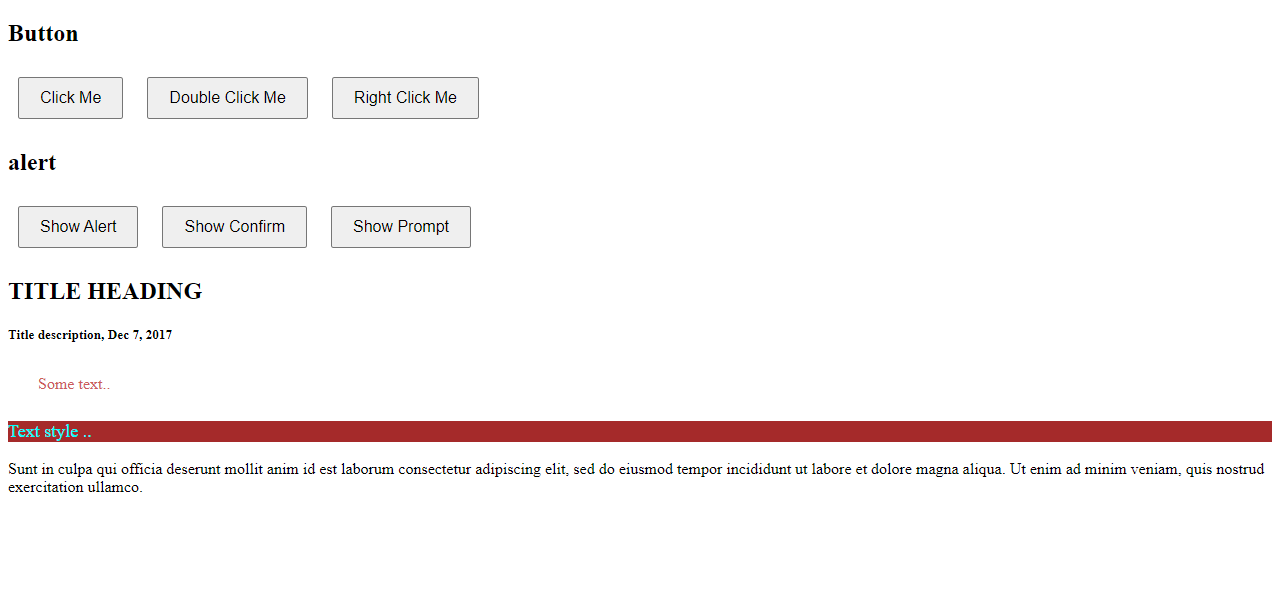 Button
Click Me Double Click Me Right Click Me
alert
Show Alert Show Confirm Show Prompt
TITLE HEADING
Title description, Dec 7, 2017
Some text..
Text style ..
Sunt in culpa qui officia deserunt mollit anim id est laborum consectetur adipiscing elit, sed do eiusmod tempor incididunt ut labore et dolore magna aliqua. Ut enim ad minim veniam, quis nostrud
exercitation ullamco.